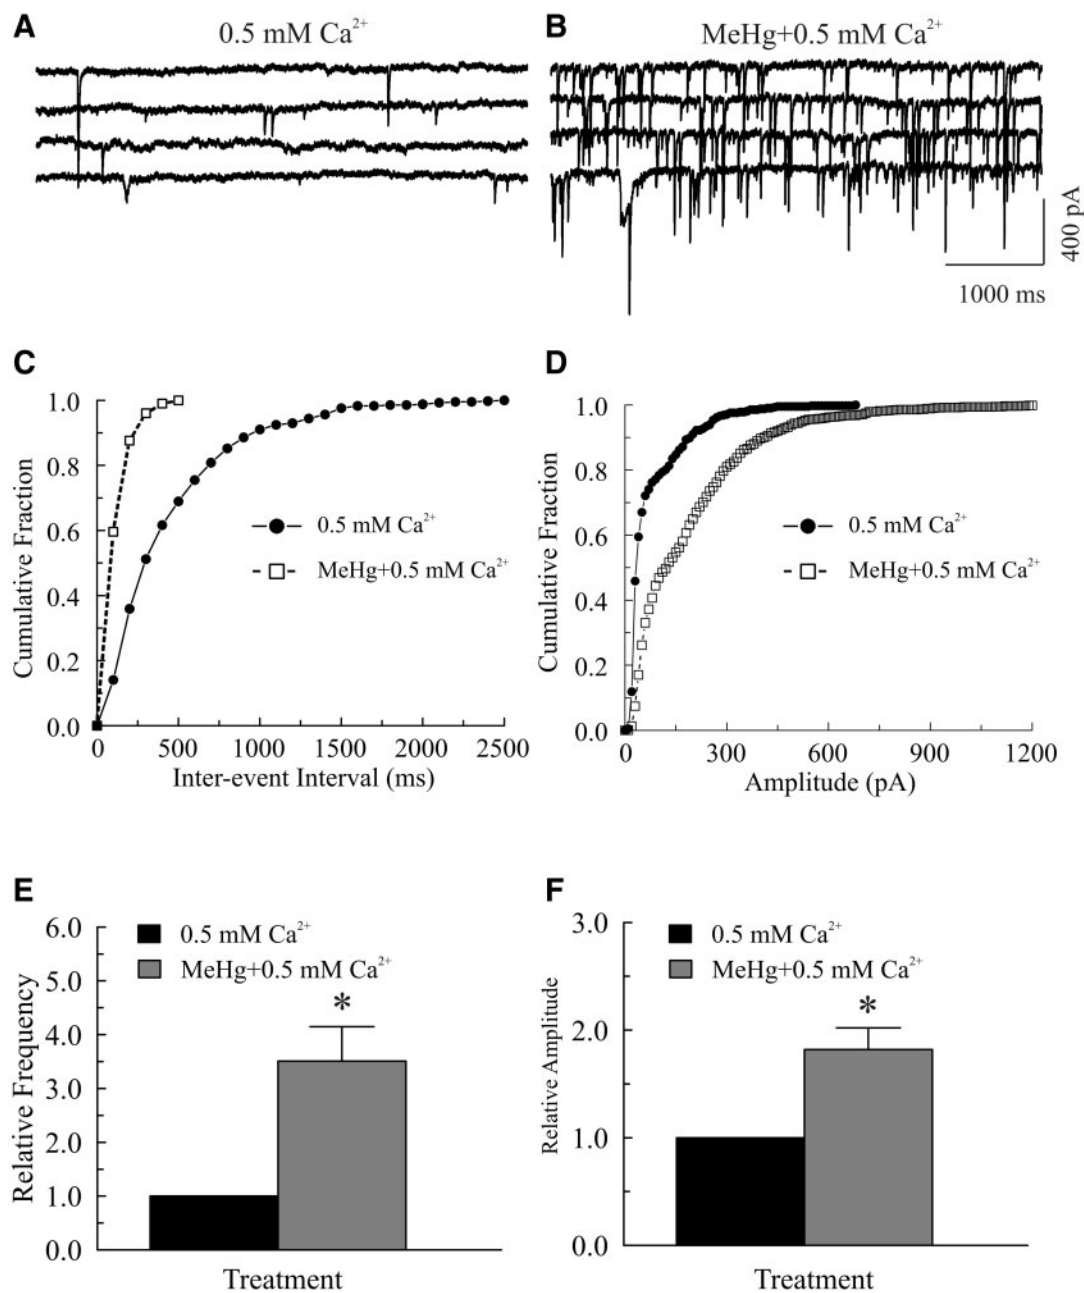 A
0.5 mM Ca²⁺
B
MeHg+0.5 mM Ca²⁺
400 pA
1000 ms
C
1.0
0.8
0.6
0.4
0.2
0.0
Cumulative Fraction
0.5 mM Ca²⁺
MeHg+0.5 mM Ca²⁺
0 500 1000 1500 2000 2500
Inter-event Interval (ms)
D
1.0
0.8
0.6
0.4
0.2
0.0
Cumulative Fraction
0.5 mM Ca²⁺
MeHg+0.5 mM Ca²⁺
0 300 600 900 1200
Amplitude (pA)
E
6.0
5.0
4.0
3.0
2.0
1.0
0.0
Relative Frequency
0.5 mM Ca²⁺
MeHg+0.5 mM Ca²⁺
*
Treatment
F
3.0
2.0
1.0
0.0
Relative Amplitude
0.5 mM Ca²⁺
MeHg+0.5 mM Ca²⁺
*
Treatment